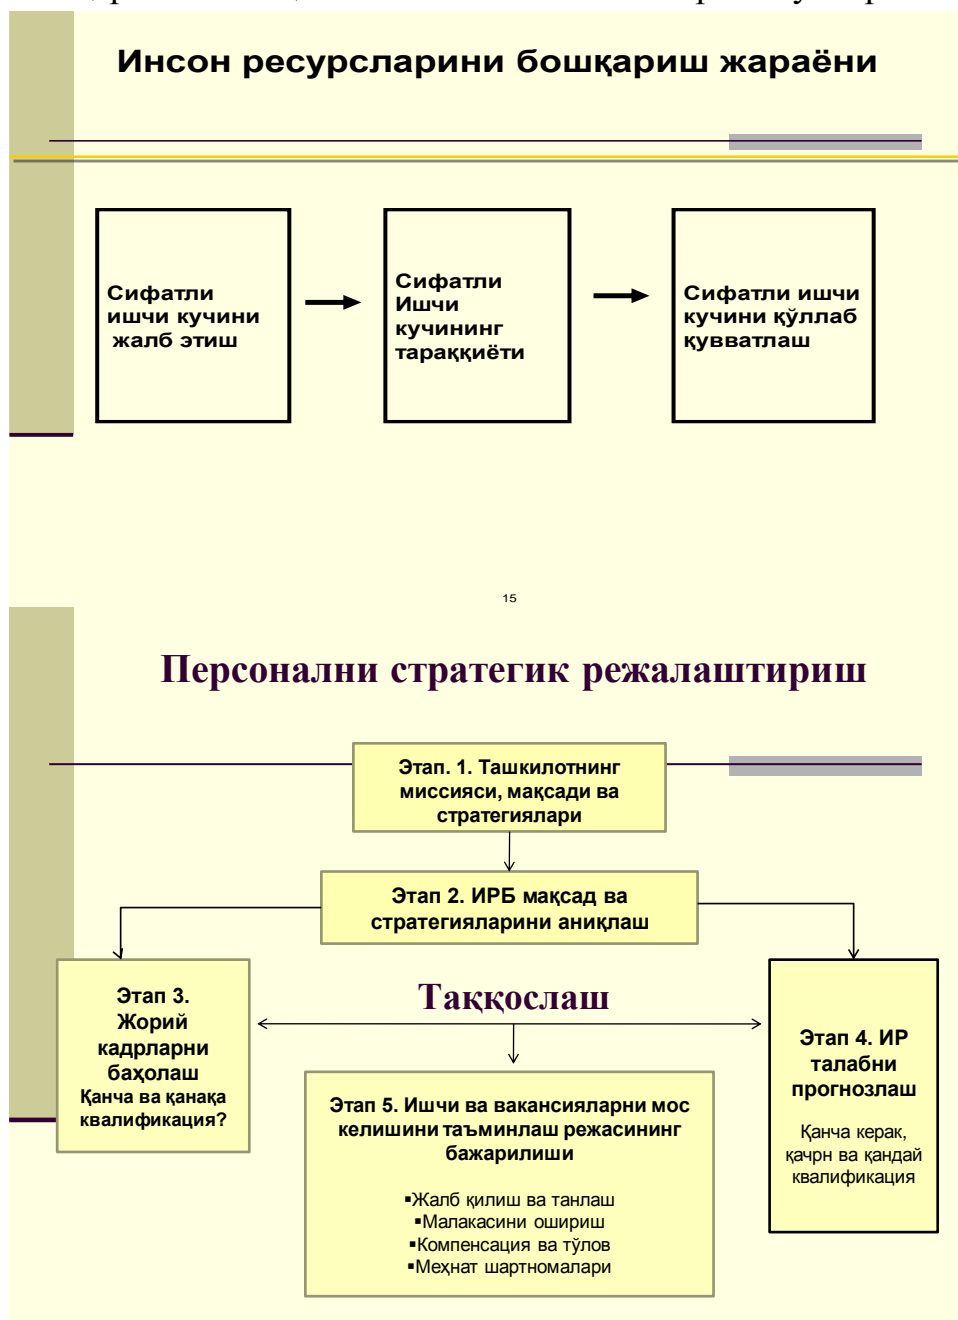 Инсон ресурсларини бошқариш жараёни
Сифатли
ишчи кучини
жалб этиш
Сифатли
Ишчи
кучининг
тараққиёти
Сифатли ишчи
кучини қўллаб
қувватлаш
15
Персонални стратегик режалаштириш
Этап. 1. Ташкилотнинг
миссияси, мақсади ва
стратегиялари
Этап 2. ИРБ мақсад ва
стратегияларини аниқлаш
Этап 3.
Жорий
кадрларни
баҳолаш
Қанча ва қанақа
квалификация?
Таққослаш
Этап 4. ИР
талабни
прогнозлаш
Қанча керак,
қачрн ва қандай
квалификация
Этап 5. Ишчи ва вакансияларни мос
келишини таъминлаш режасининг
бажарилиши
▪Жалб қилиш ва танлаш
▪Малакасини ошириш
▪Компенсация ва тўлов
▪Меҳнат шартномалари